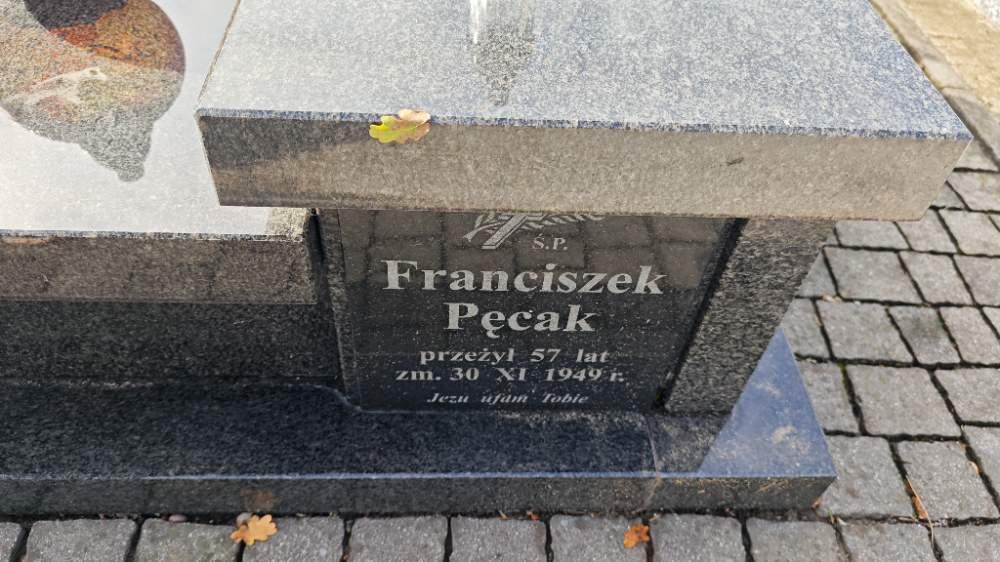 Ś.P.
Franciszek
Pęcak
przeżył 57 lat
zm. 30 XI 1949 r.
Jezu ufam Tobie